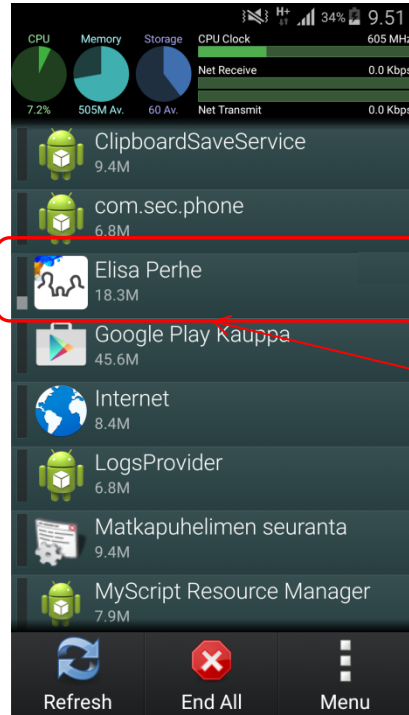 H+ 34% 9.51
CPU Memory Storage CPU Clock 605 MHz
Net Receive 0.0 Kbps
7.2% 505M Av. 60 Av. Net Transmit 0.0 Kbps
ClipboardSaveService
9.4M
com.sec.phone
6.8M
Elisa Perhe
18.3M
Google Play Kauppa
45.6M
Internet
8.4M
LogsProvider
6.8M
Matkapuhelimen seuranta
9.4M
MyScript Resource Manager
7.9M
Refresh End All Menu